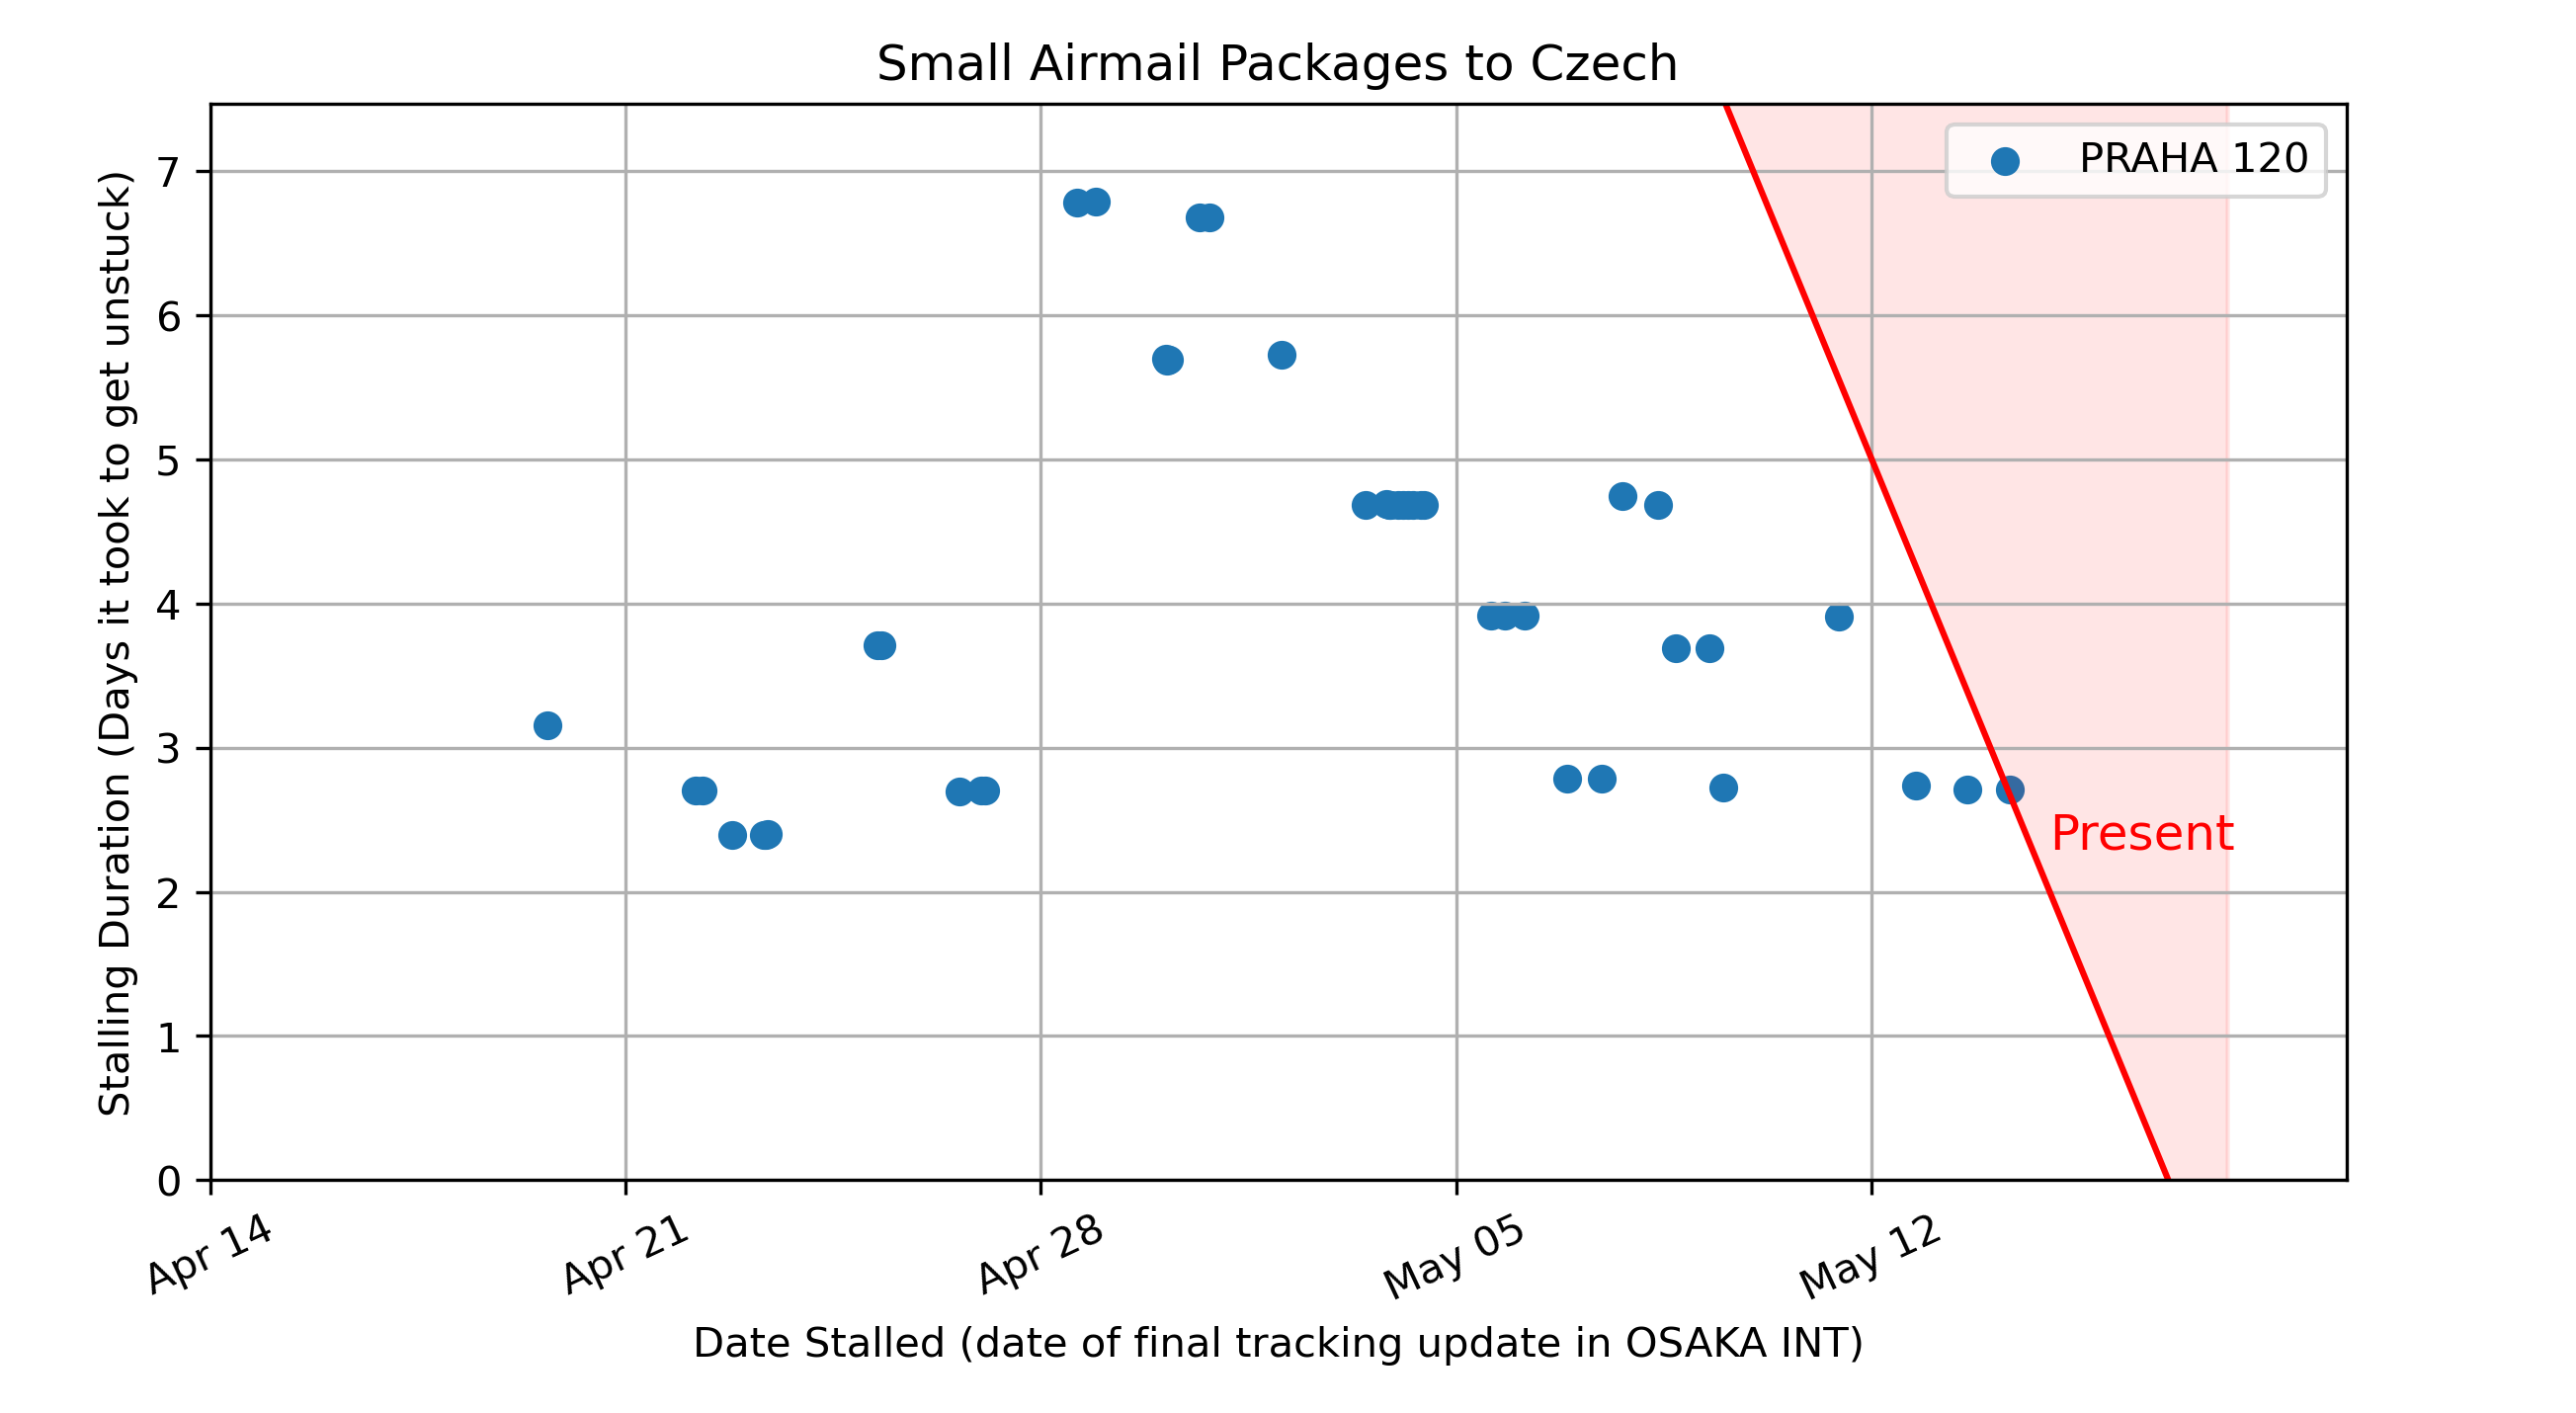 Small Airmail Packages to Czech
PRAHA 120
Stalling Duration (Days it took to get unstuck)
7
6
5
4
3
2
1
0
Present
Apr 14
Apr 21
Apr 28
May 05
May 12
Date Stalled (date of final tracking update in OSAKA INT)